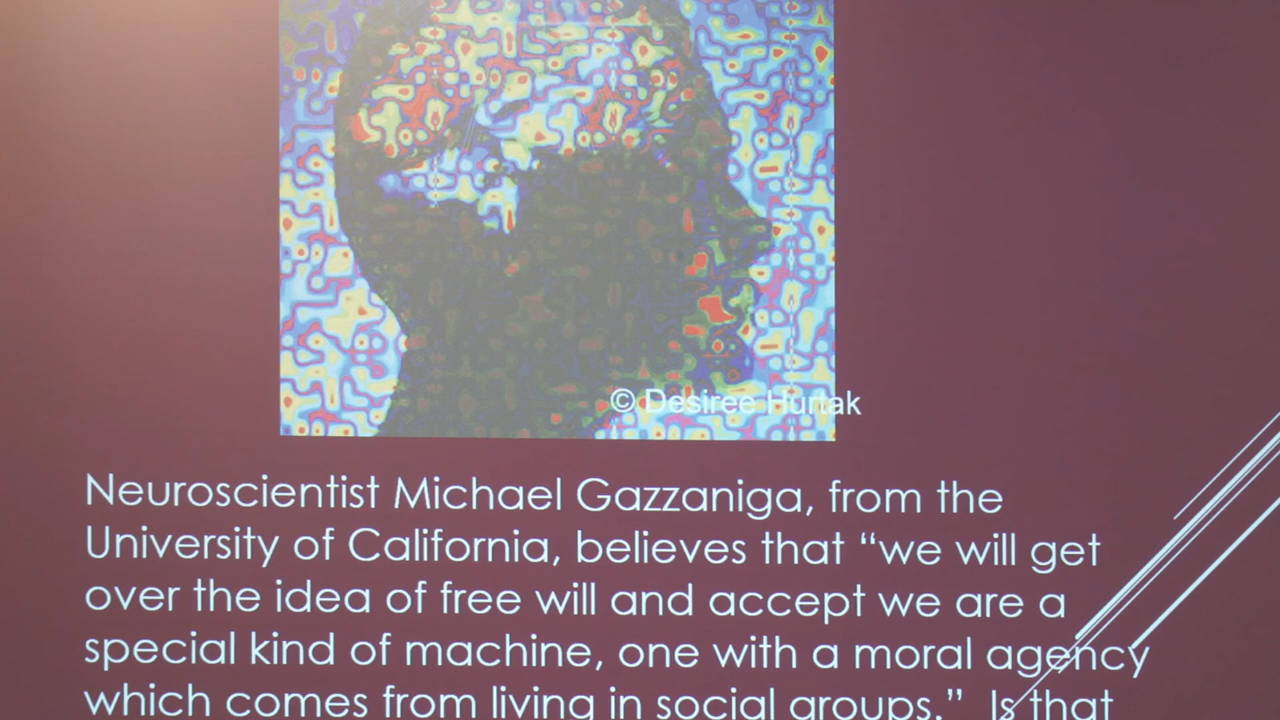 © Desiree Hurtak
Neuroscientist Michael Gazzaniga, from the
University of California, believes that “we will get
over the idea of free will and accept we are a
special kind of machine, one with a moral agency
which comes from living in social groups.” Is that